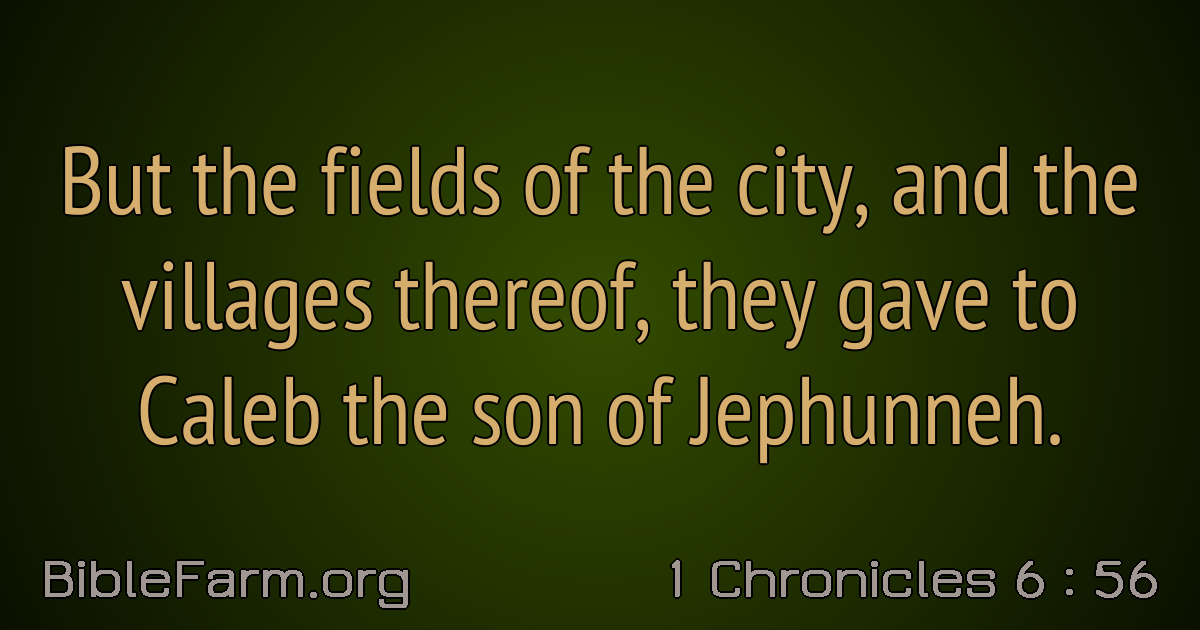 But the fields of the city, and the
villages thereof, they gave to
Caleb the son of Jephunneh.
BibleFarm.org
1 Chronicles 6 : 56